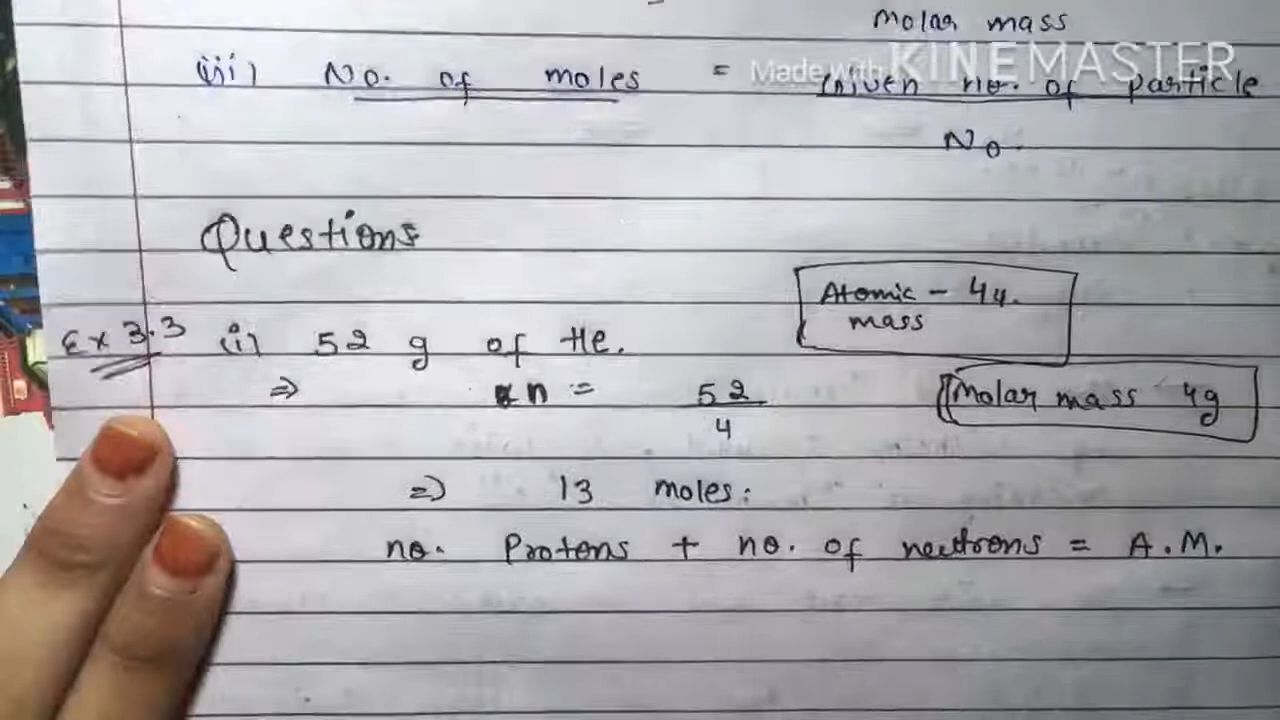 Molar mass
(iii) No. of moles = Given no. of particle
Made with KINEMASTER
No.
Questions
Atomic - 4u.
mass
Ex 3.3 (i) 52 g of He.
⇒ n = 52
4
Molar mass 4g
⇒ 13 moles.
no. Protons + no. of neutrons = A.M.